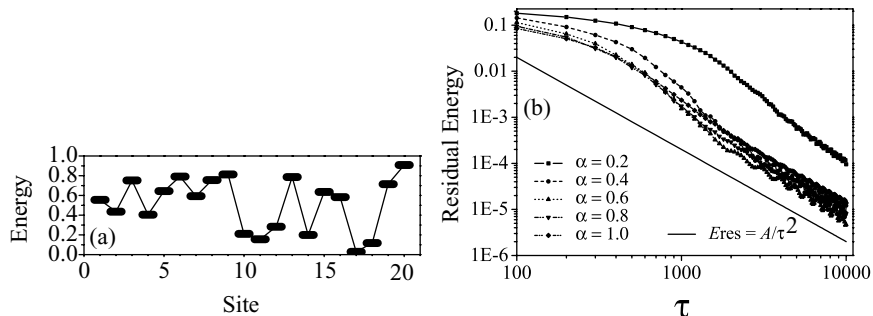 1.0
0.8
0.6
0.4
0.2
0.0
Energy
(a)
0 5 10 15 20
Site
0.1
0.01
1E-3
1E-4
1E-5
1E-6
Residual Energy
(b)
α = 0.2
α = 0.4
α = 0.6
α = 0.8
α = 1.0
Eres = A/τ2
100 1000 10000
τ